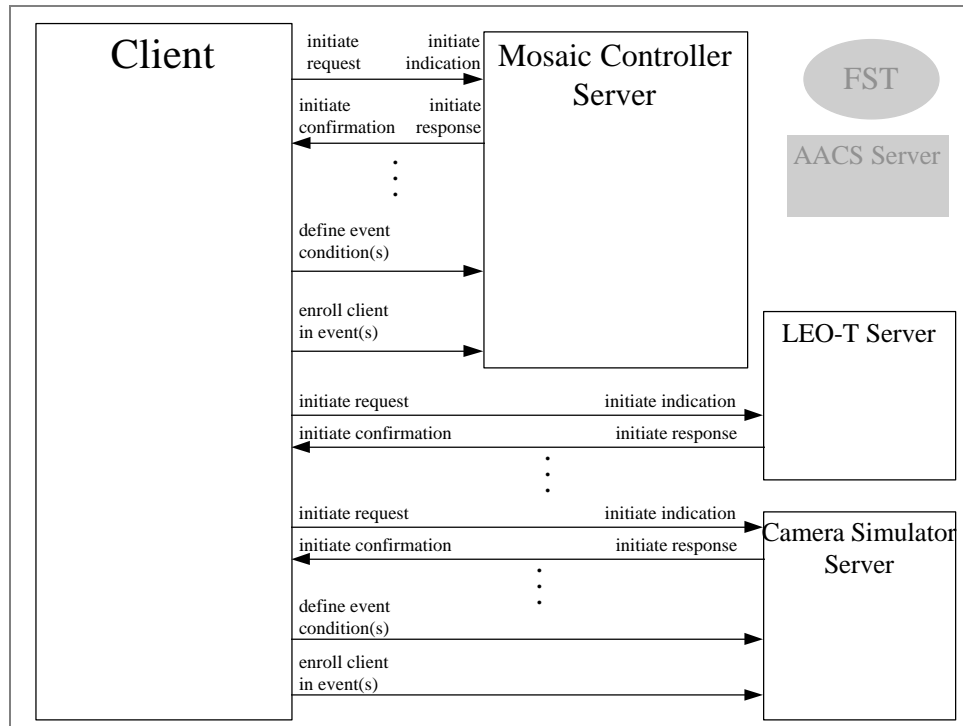 Client
Mosaic Controller
Server
FST
AACS Server
initiate
request
initiate
indication
initiate
confirmation
initiate
response
define event
condition(s)
enroll client
in event(s)
LEO-T Server
initiate request
initiate indication
initiate confirmation
initiate response
initiate request
initiate indication
Camera Simulator
Server
initiate confirmation
initiate response
define event
condition(s)
enroll client
in event(s)